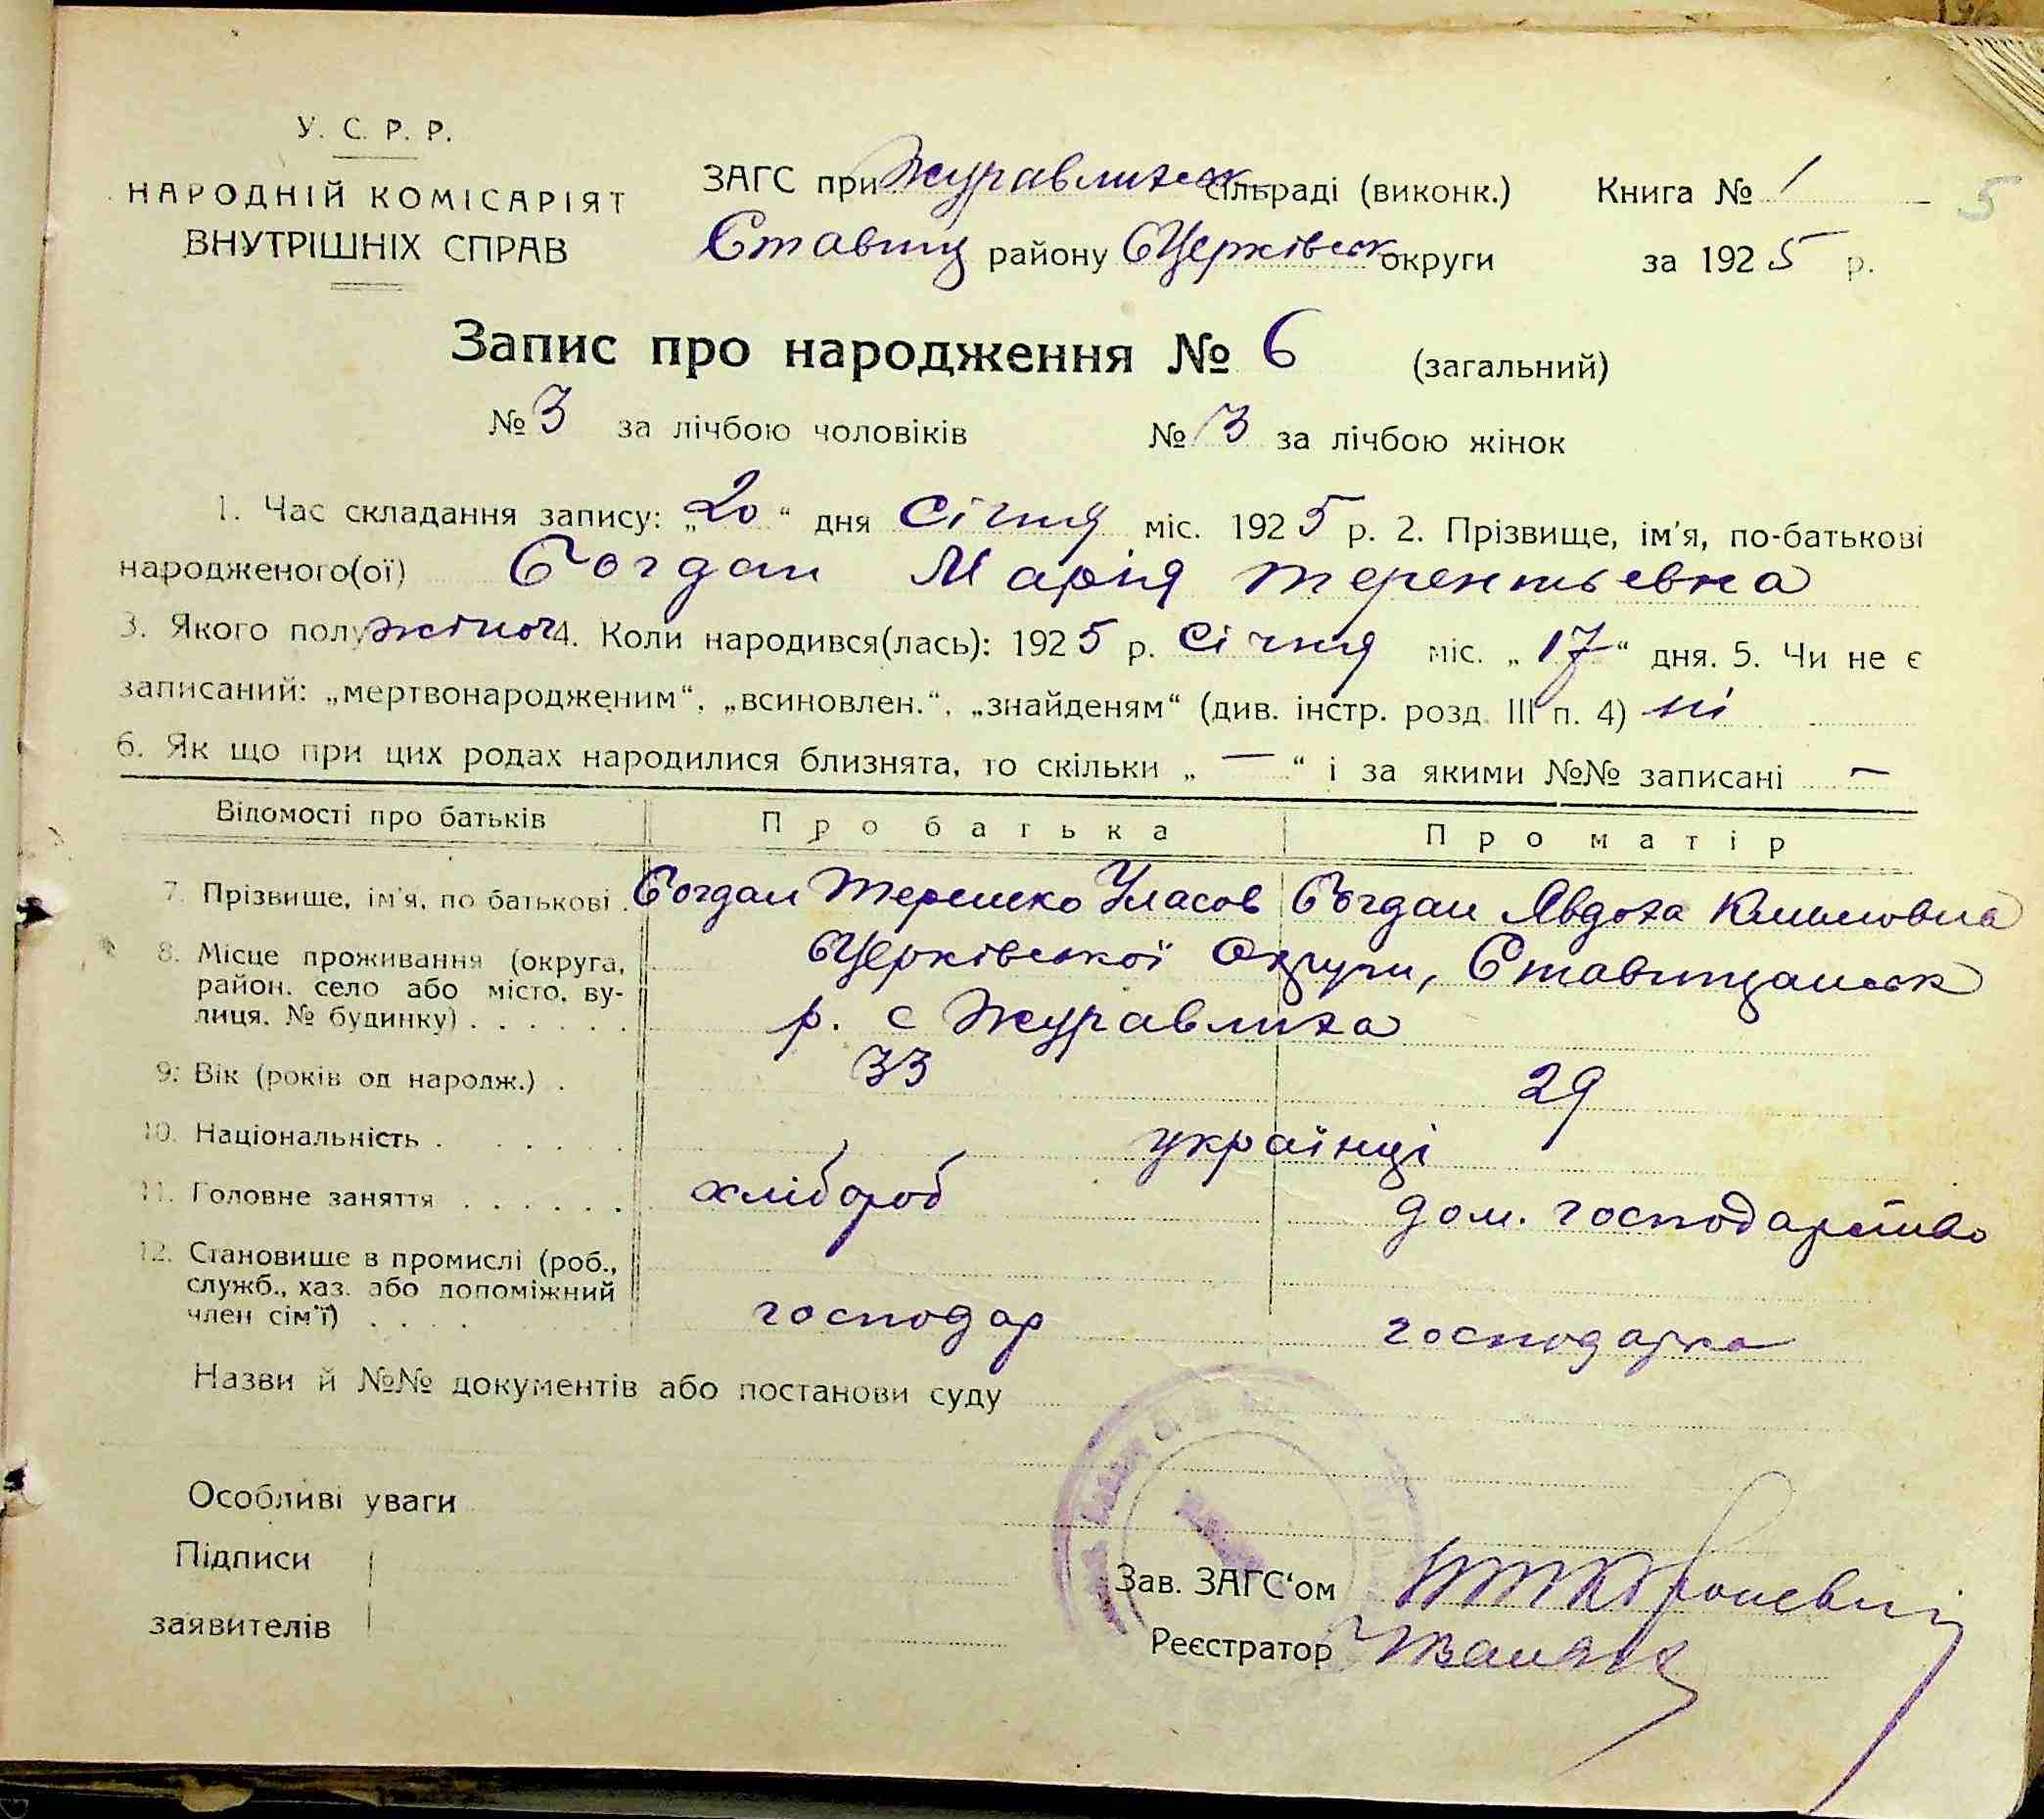 У. С. Р. Р.
НАРОДНІЙ КОМІСАРІЯТ
ВНУТРІШНІХ СПРАВ
ЗАГС при Журавлихск сільраді (виконк.) Книга № 1
5
Ставищ району БЦерківськ округи за 1925 р.
Запис про народження № 6 (загальний)
№ 3 за лічбою чоловіків № 3 за лічбою жінок
1. Час складання запису: „20“ дня Січня міс. 1925 р. 2. Прізвище, ім'я, по-батькові
народженого(ої) Богдан Марія Терентьевна
3. Якого полу жіноч 4. Коли народився(лась): 1925 р. Січня міс. „17“ дня. 5. Чи не є
записаний: „мертвонародженим“, „всиновлен.“, „знайденям“ (див. інстр. розд. III п. 4) ні
6. Як що при цих родах народилися близнята, то скільки „ — “ і за якими №№ записані —
Відомості про батьків Про батька Про матір
7. Прізвище, ім'я, по батькові . Богдан Терешко Уласов Богдан Явдоха Климовна
8. Місце проживання (округа, район, село або місто, вулиця, № будинку) . . . . . .
БЦерківської Округи, Ставищанськ
р. с Журавлиха
9. Вік (років од народж.) . 33 29
10. Національність . . . . . . українці
11. Головне заняття . . . . . . хлібороб дом. господарство
12. Становище в промислі (роб.,
служб., хаз. або допоміжний
член сім'ї) . . . . господар господарка
Назви й №№ документів або постанови суду
Особливі уваги
Підписи
заявителів
Зав. ЗАГС‘ом
Реєстратор